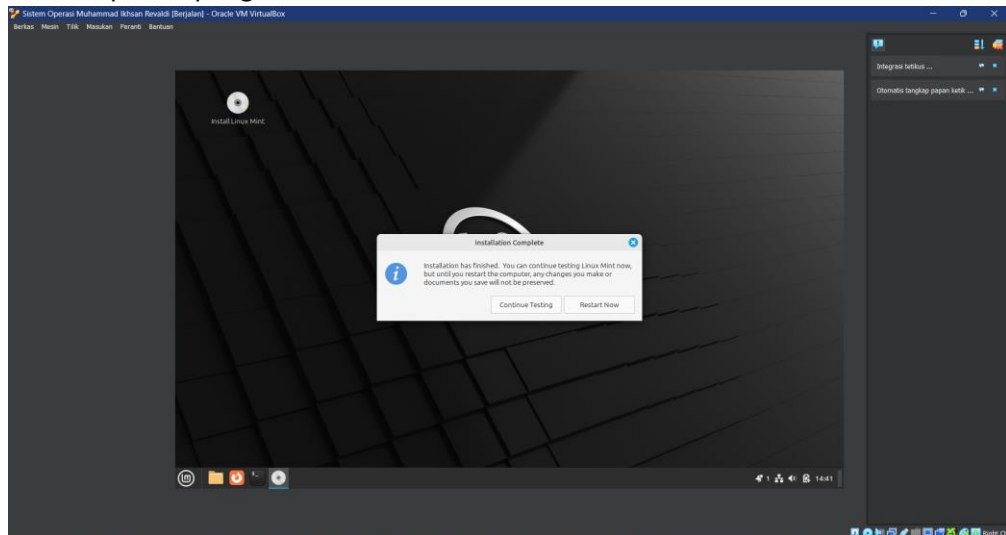 Sistem Operasi Muhammad Ikhsan Revaldi [Berjalan] - Oracle VM VirtualBox
Berkas Mesin Tilik Masukan Peranti Bantuan
Integrasi tetikus ...
Otomatis tangkap papan ketik ...
Install Linux Mint
Installation Complete
Installation has finished. You can continue testing Linux Mint now,
but until you restart the computer, any changes you make or
documents you save will not be preserved.
Continue Testing Restart Now
1 14:41
Right